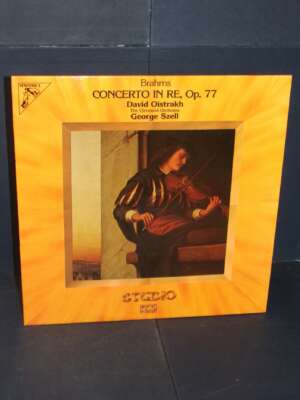 Brahms
CONCERTO IN RE, Op. 77
David Oistrakh
The Cleveland Orchestra
George Szell
STUDIO